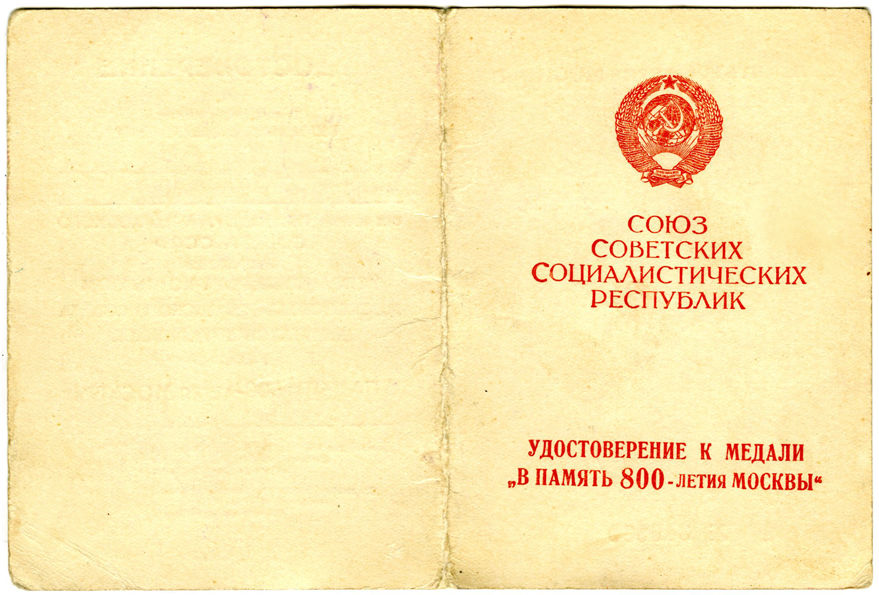 СОЮЗ
СОВЕТСКИХ
СОЦИАЛИСТИЧЕСКИХ
РЕСПУБЛИК
УДОСТОВЕРЕНИЕ К МЕДАЛИ
„В ПАМЯТЬ 800-ЛЕТИЯ МОСКВЫ“